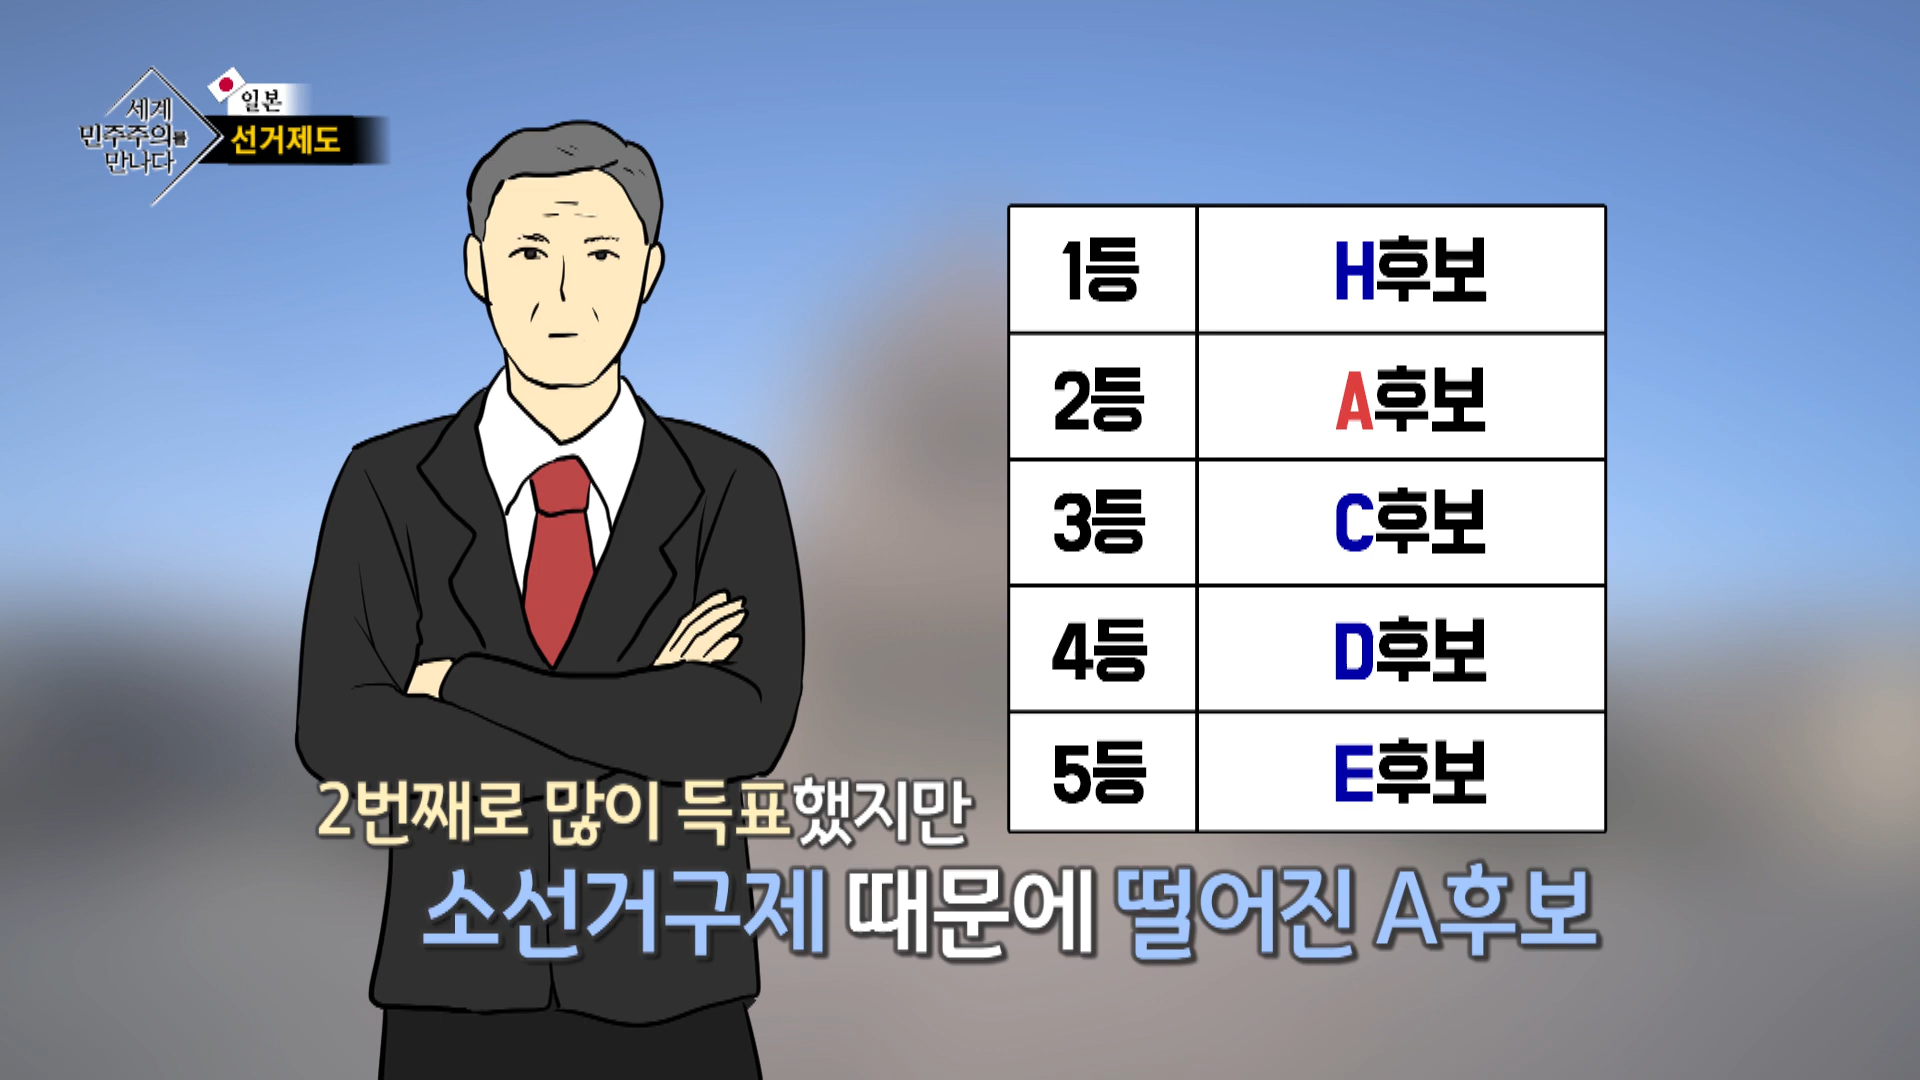 세계
민주주의를
만나다
일본
선거제도
1등 H후보
2등 A후보
3등 C후보
4등 D후보
5등 E후보
2번째로 많이 득표했지만
소선거구제 때문에 떨어진 A후보